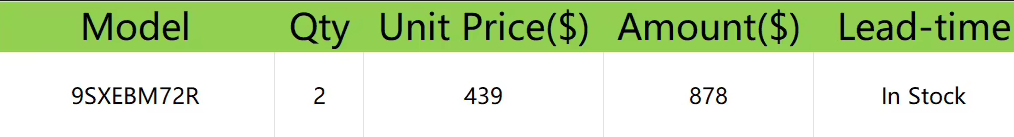 Model Qty Unit Price($) Amount($) Lead-time
9SXEBM72R 2 439 878 In Stock